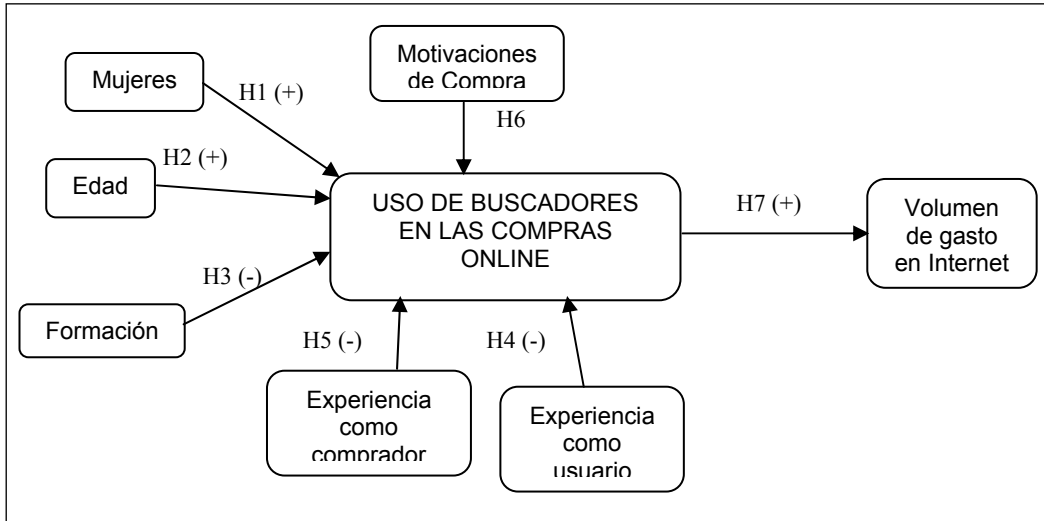 Motivaciones
de Compra
Mujeres
H1 (+)
H6
H2 (+)
Edad
USO DE BUSCADORES
EN LAS COMPRAS
ONLINE
H7 (+)
Volumen
de gasto
en Internet
H3 (-)
Formación
H5 (-)
H4 (-)
Experiencia
como
comprador
Experiencia
como
usuario